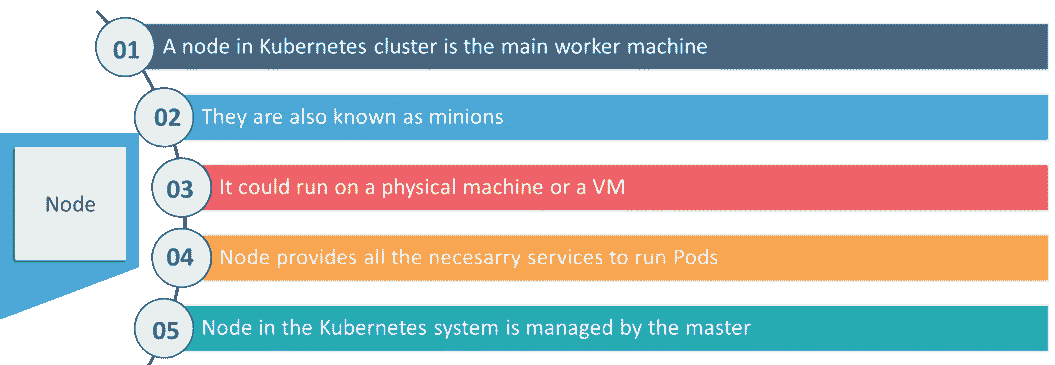 01 A node in Kubernetes cluster is the main worker machine
02 They are also known as minions
03 It could run on a physical machine or a VM
Node
04 Node provides all the necesarry services to run Pods
05 Node in the Kubernetes system is managed by the master